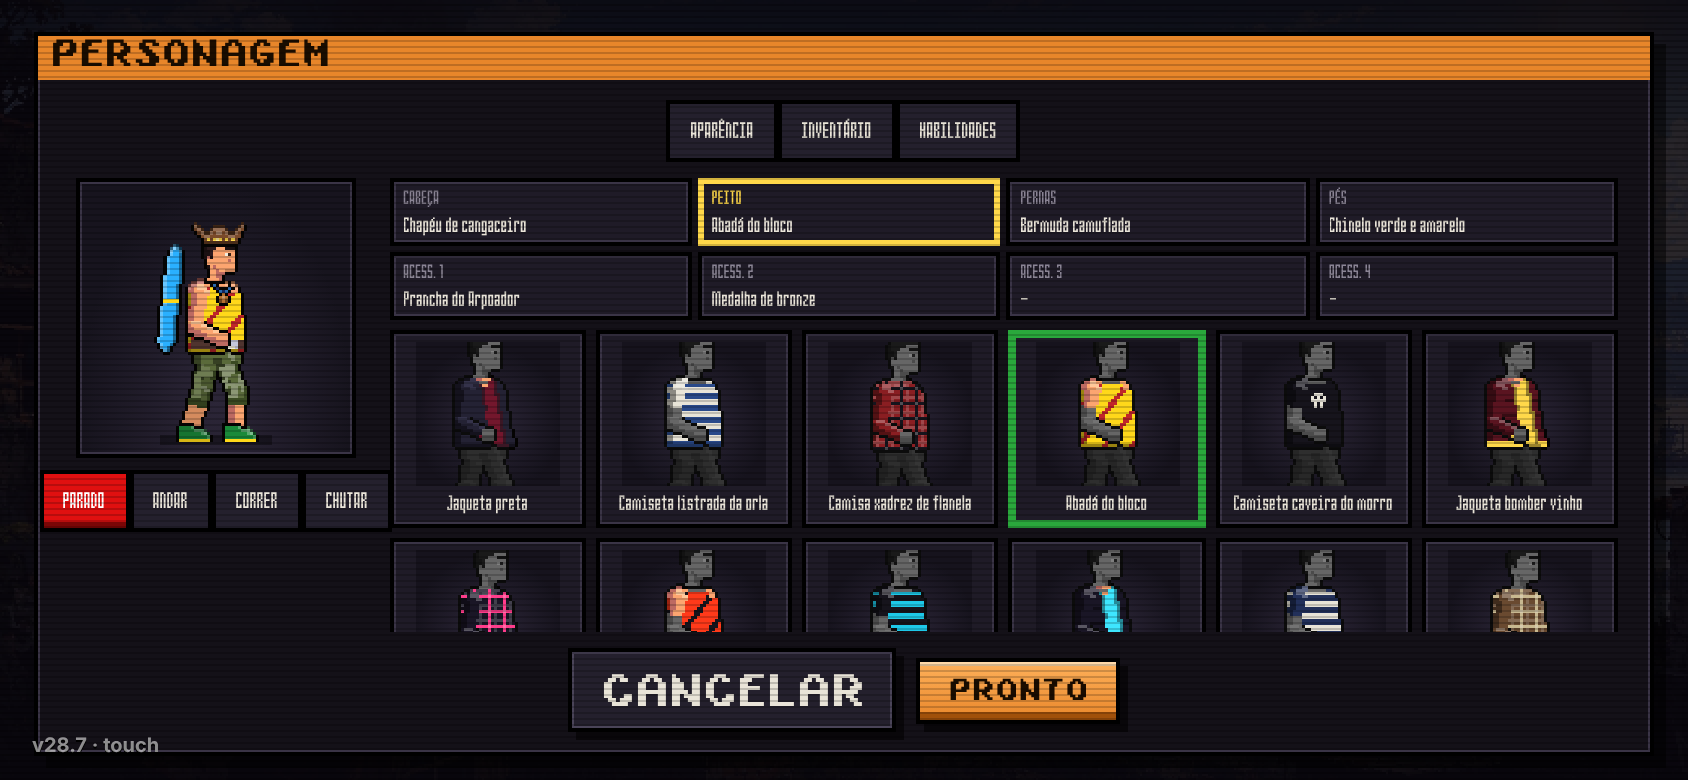 PERSONAGEM
APARÊNCIA INVENTÁRIO HABILIDADES
CABEÇA
Chapéu de cangaceiro
PEITO
Abadá do bloco
PERNAS
Bermuda camuflada
PÉS
Chinelo verde e amarelo
ACESS. 1
Prancha do Arpoador
ACESS. 2
Medalha de bronze
ACESS. 3
–
ACESS. 4
–
PARADO ANDAR CORRER CHUTAR
Jaqueta preta
Camiseta listrada da orla
Camisa xadrez de flanela
Abadá do bloco
Camiseta caveira do morro
Jaqueta bomber vinho
CANCELAR
PRONTO
v28.7 · touch